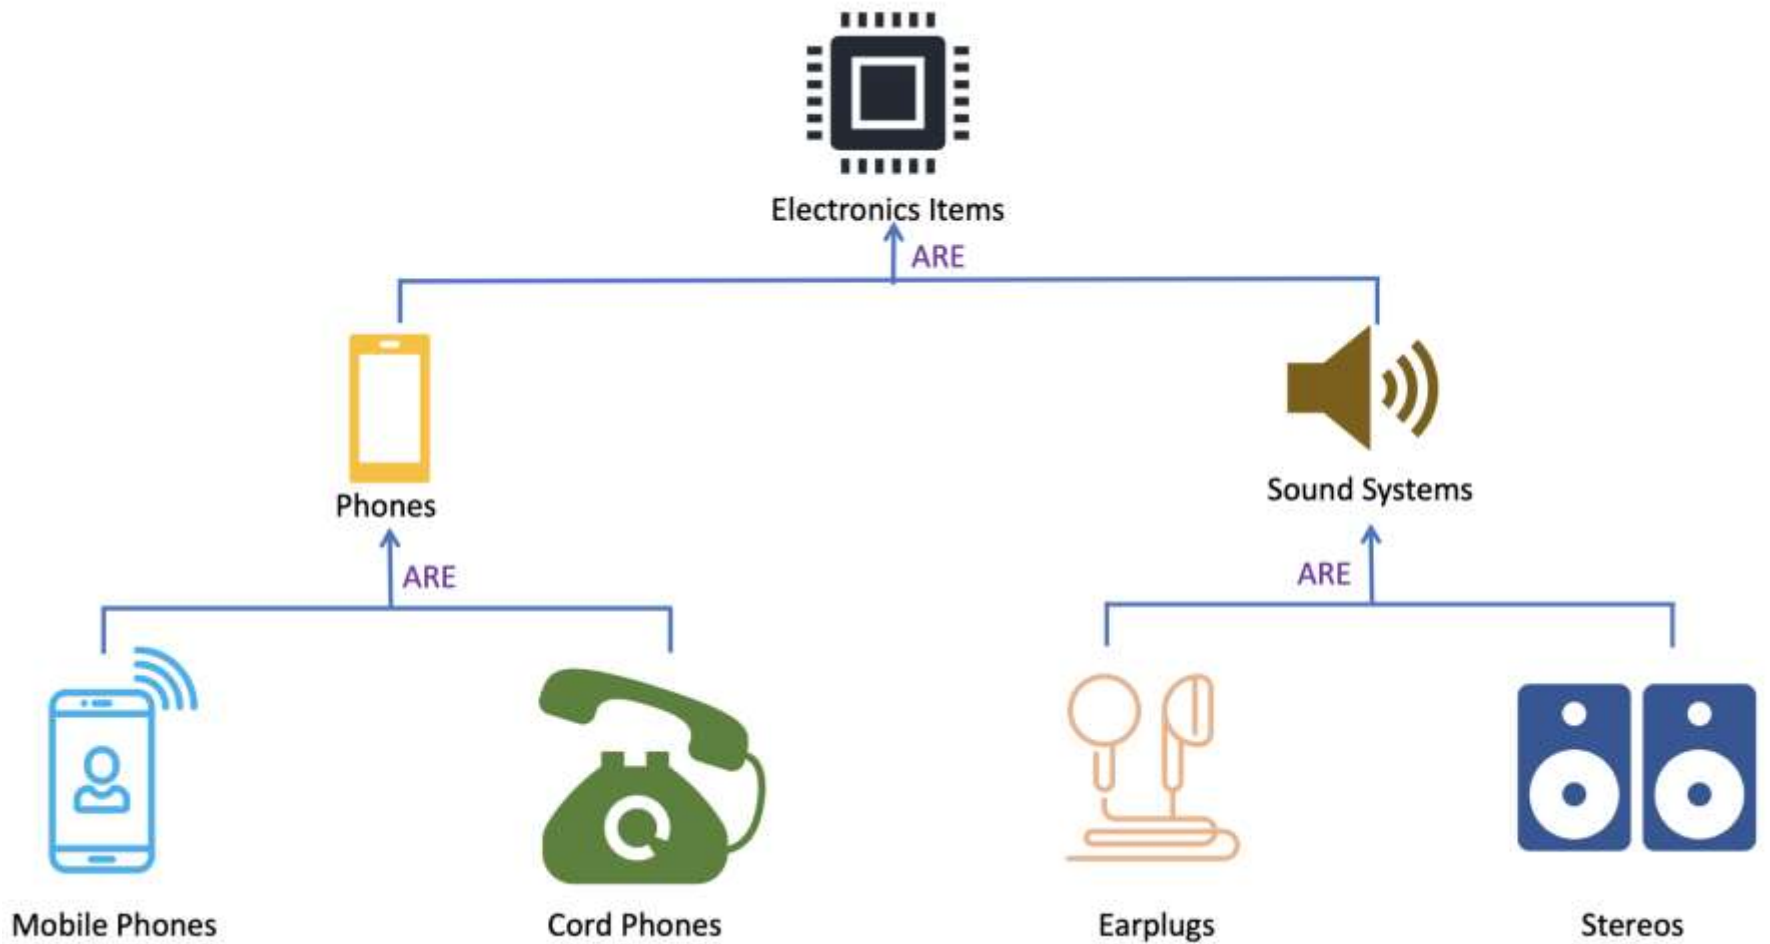 Electronics Items
ARE
Phones
Sound Systems
ARE
ARE
Mobile Phones
Cord Phones
Earplugs
Stereos